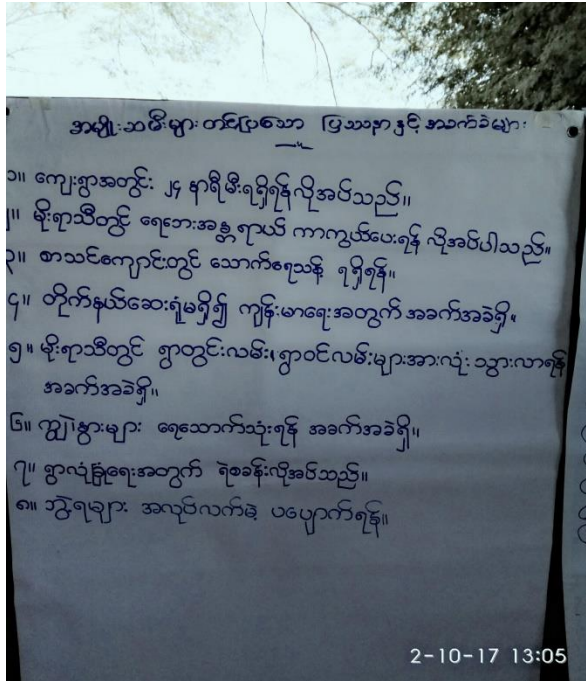 အမျိုးသမီးများ တင်ပြသော ပြဿနာနှင့် အခက်ခဲများ
၁။ ကျေးရွာအတွင်း ၂၄ နာရီမီးရရှိရန်လိုအပ်သည်။
၂။ မိုးရာသီတွင် ရေဘေးအန္တရာယ် ကာကွယ်ပေးရန် လိုအပ်ပါသည်။
၃။ စာသင်ကျောင်းတွင် သောက်ရေသန့် ရရှိရန်။
၄။ တိုက်နယ်ဆေးရုံမရှိ၍ ကျန်းမာရေးအတွက် အခက်အခဲရှိ။
၅။ မိုးရာသီတွင် ရွာတွင်းလမ်း၊ ရွာဝင်လမ်းများအားလုံး သွားလာရန်
အခက်အခဲရှိ။
၆။ ကျွဲ၊နွားများ ရေသောက်သုံးရန် အခက်အခဲရှိ။
၇။ ရွာလုံခြုံရေးအတွက် ရဲစခန်းလိုအပ်သည်။
၈။ ဘွဲ့ရများ အလုပ်လက်မဲ့ ပပျောက်ရန်။
2-10-17 13:05